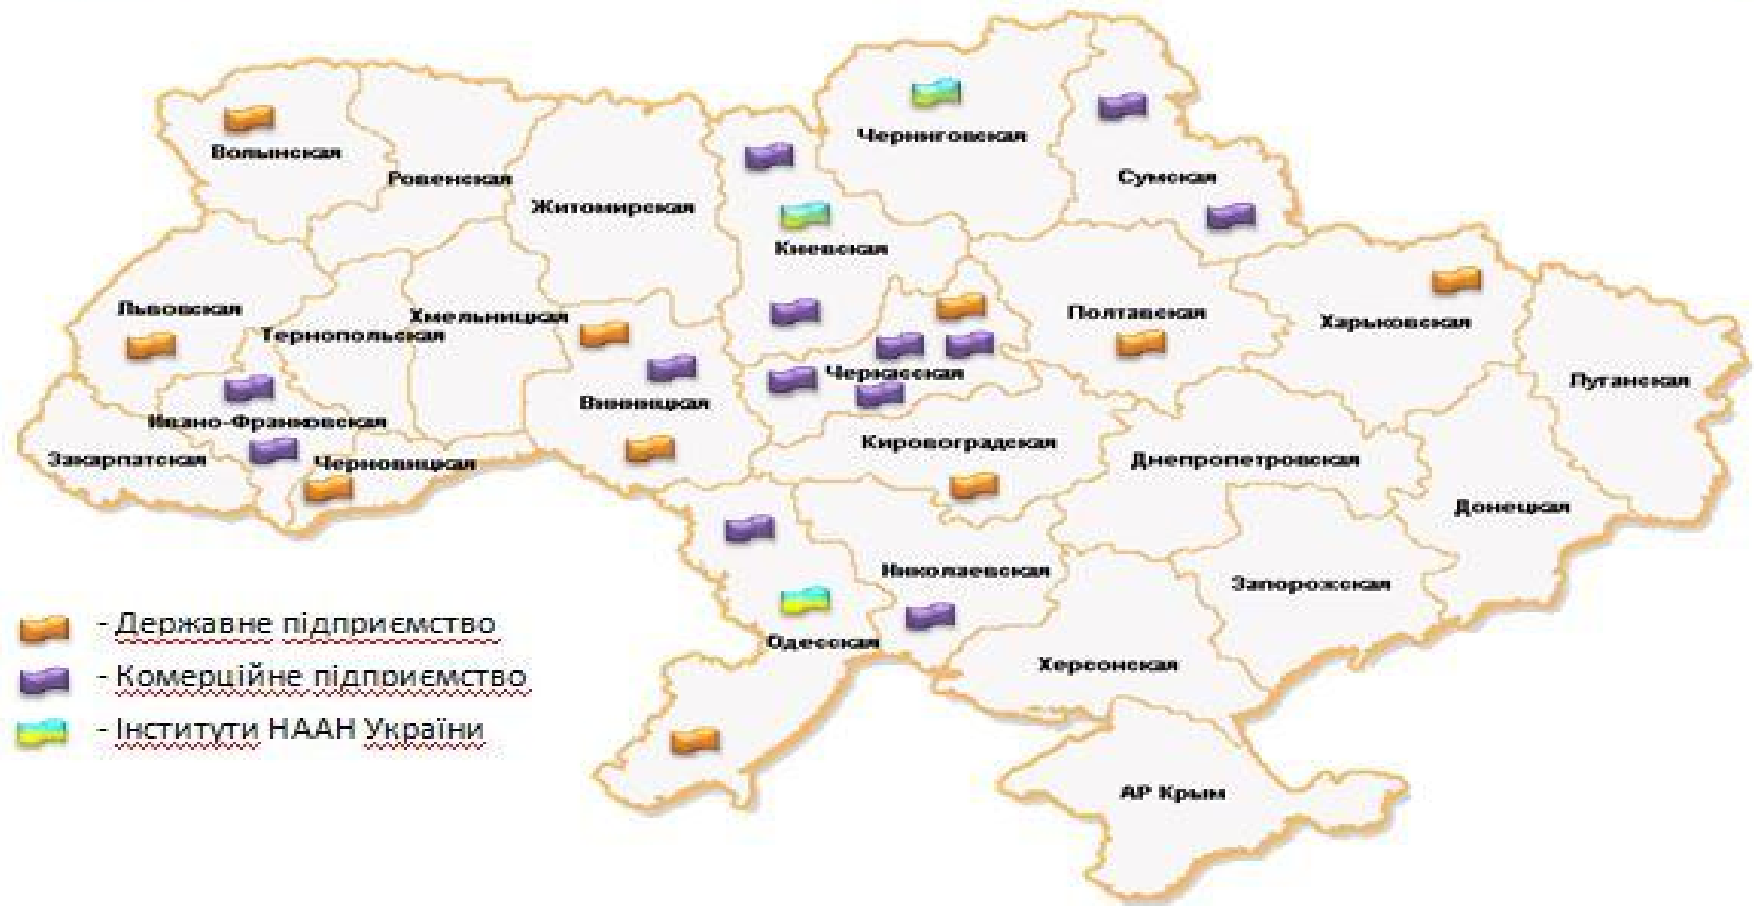 Волынская
Ровенская
Житомирская
Черниговская
Сумская
Киевская
Львовская
Тернопольская
Хмельницкая
Полтавская
Харьковская
Луганская
Ивано-Франковская
Винницкая
Черкасская
Закарпатская
Черновицкая
Кировоградская
Днепропетровская
Донецкая
Николаевская
Запорожская
Одесская
Херсонская
АР Крым
- Державне підприємство
- Комерційне підприємство
- Інститути НААН України